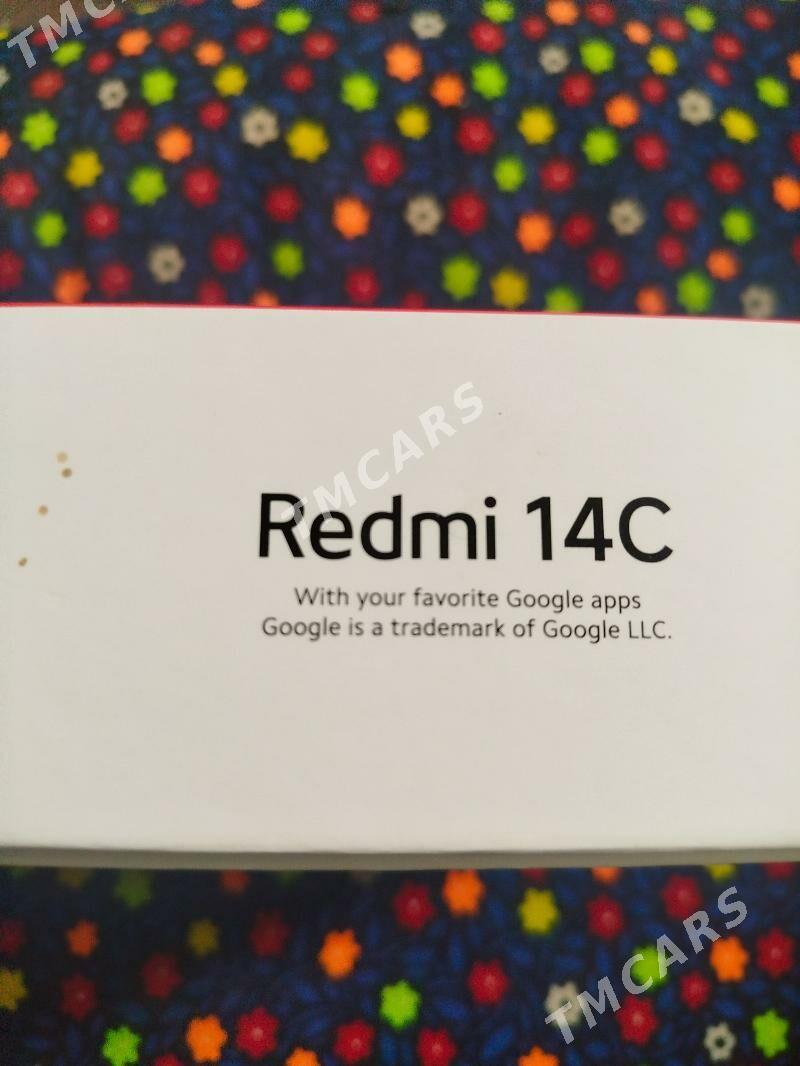 TMCARS
TMCARS
Redmi 14C
With your favorite Google apps
Google is a trademark of Google LLC.
TMCARS